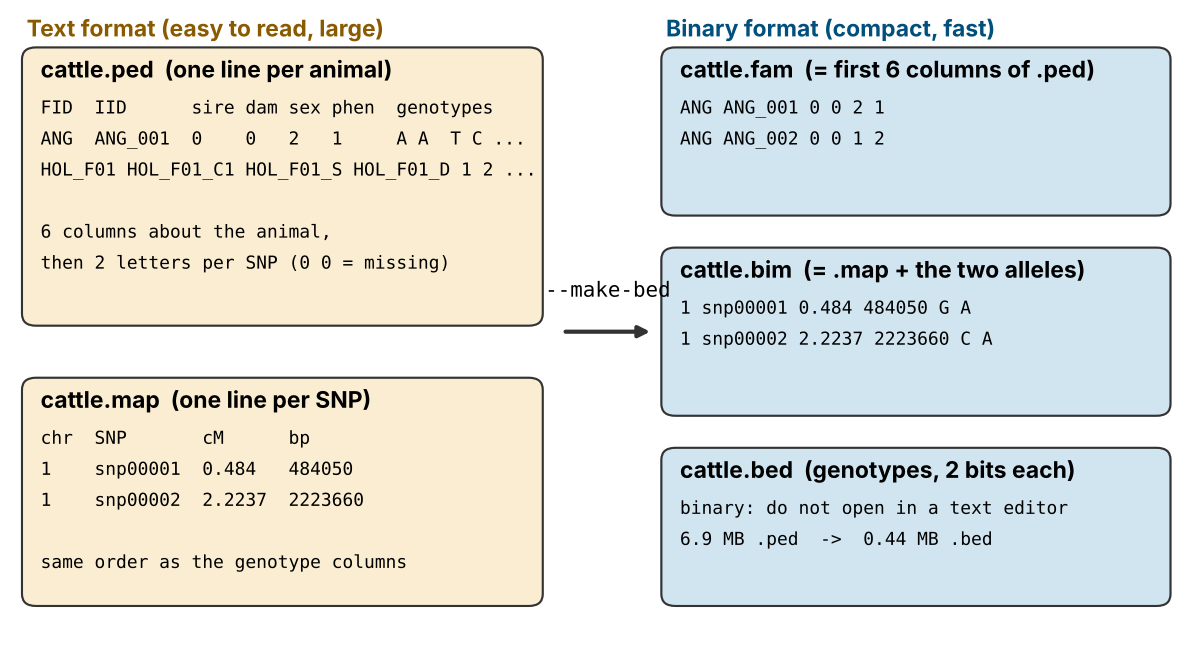 Text format (easy to read, large)
cattle.ped  (one line per animal)
FID  IID      sire dam sex phen  genotypes
ANG  ANG_001  0    0   2   1     A A  T C ...
HOL_F01 HOL_F01_C1 HOL_F01_S HOL_F01_D 1 2 ...
6 columns about the animal,
then 2 letters per SNP (0 0 = missing)
cattle.map  (one line per SNP)
chr  SNP       cM      bp
1    snp00001  0.484   484050
1    snp00002  2.2237  2223660
same order as the genotype columns
--make-bed
Binary format (compact, fast)
cattle.fam  (= first 6 columns of .ped)
ANG ANG_001 0 0 2 1
ANG ANG_002 0 0 1 2
cattle.bim  (= .map + the two alleles)
1 snp00001 0.484 484050 G A
1 snp00002 2.2237 2223660 C A
cattle.bed  (genotypes, 2 bits each)
binary: do not open in a text editor
6.9 MB .ped  ->  0.44 MB .bed